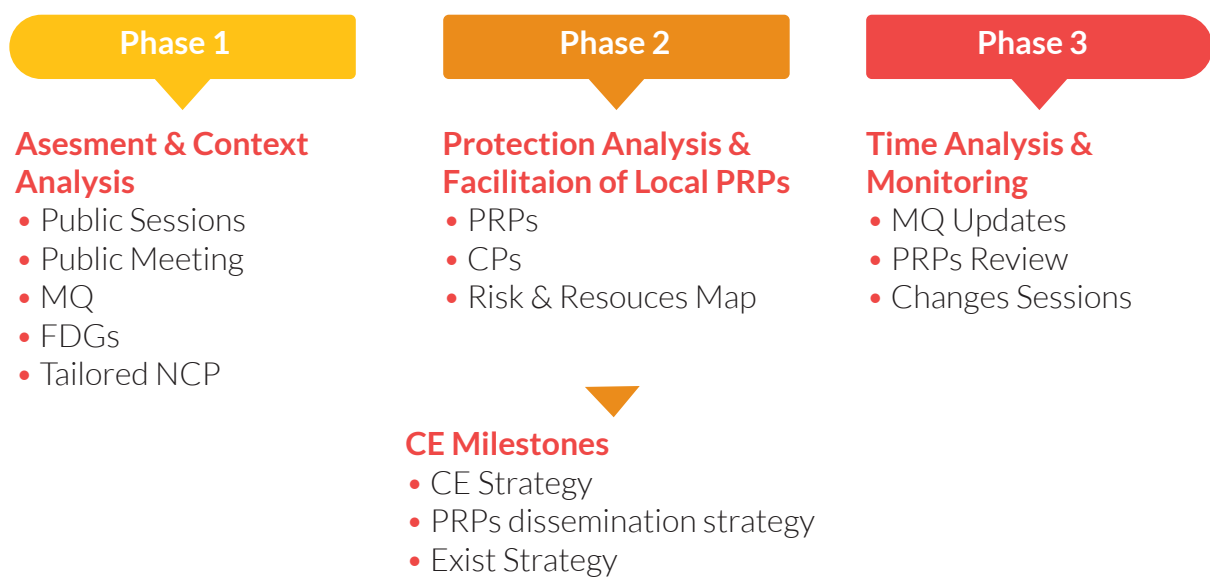 Phase 1
Asesment & Context
Analysis
• Public Sessions
• Public Meeting
• MQ
• FDGs
• Tailored NCP
Phase 2
Protection Analysis &
Facilitaion of Local PRPs
• PRPs
• CPs
• Risk & Resouces Map
CE Milestones
• CE Strategy
• PRPs dissemination strategy
• Exist Strategy
Phase 3
Time Analysis &
Monitoring
• MQ Updates
• PRPs Review
• Changes Sessions